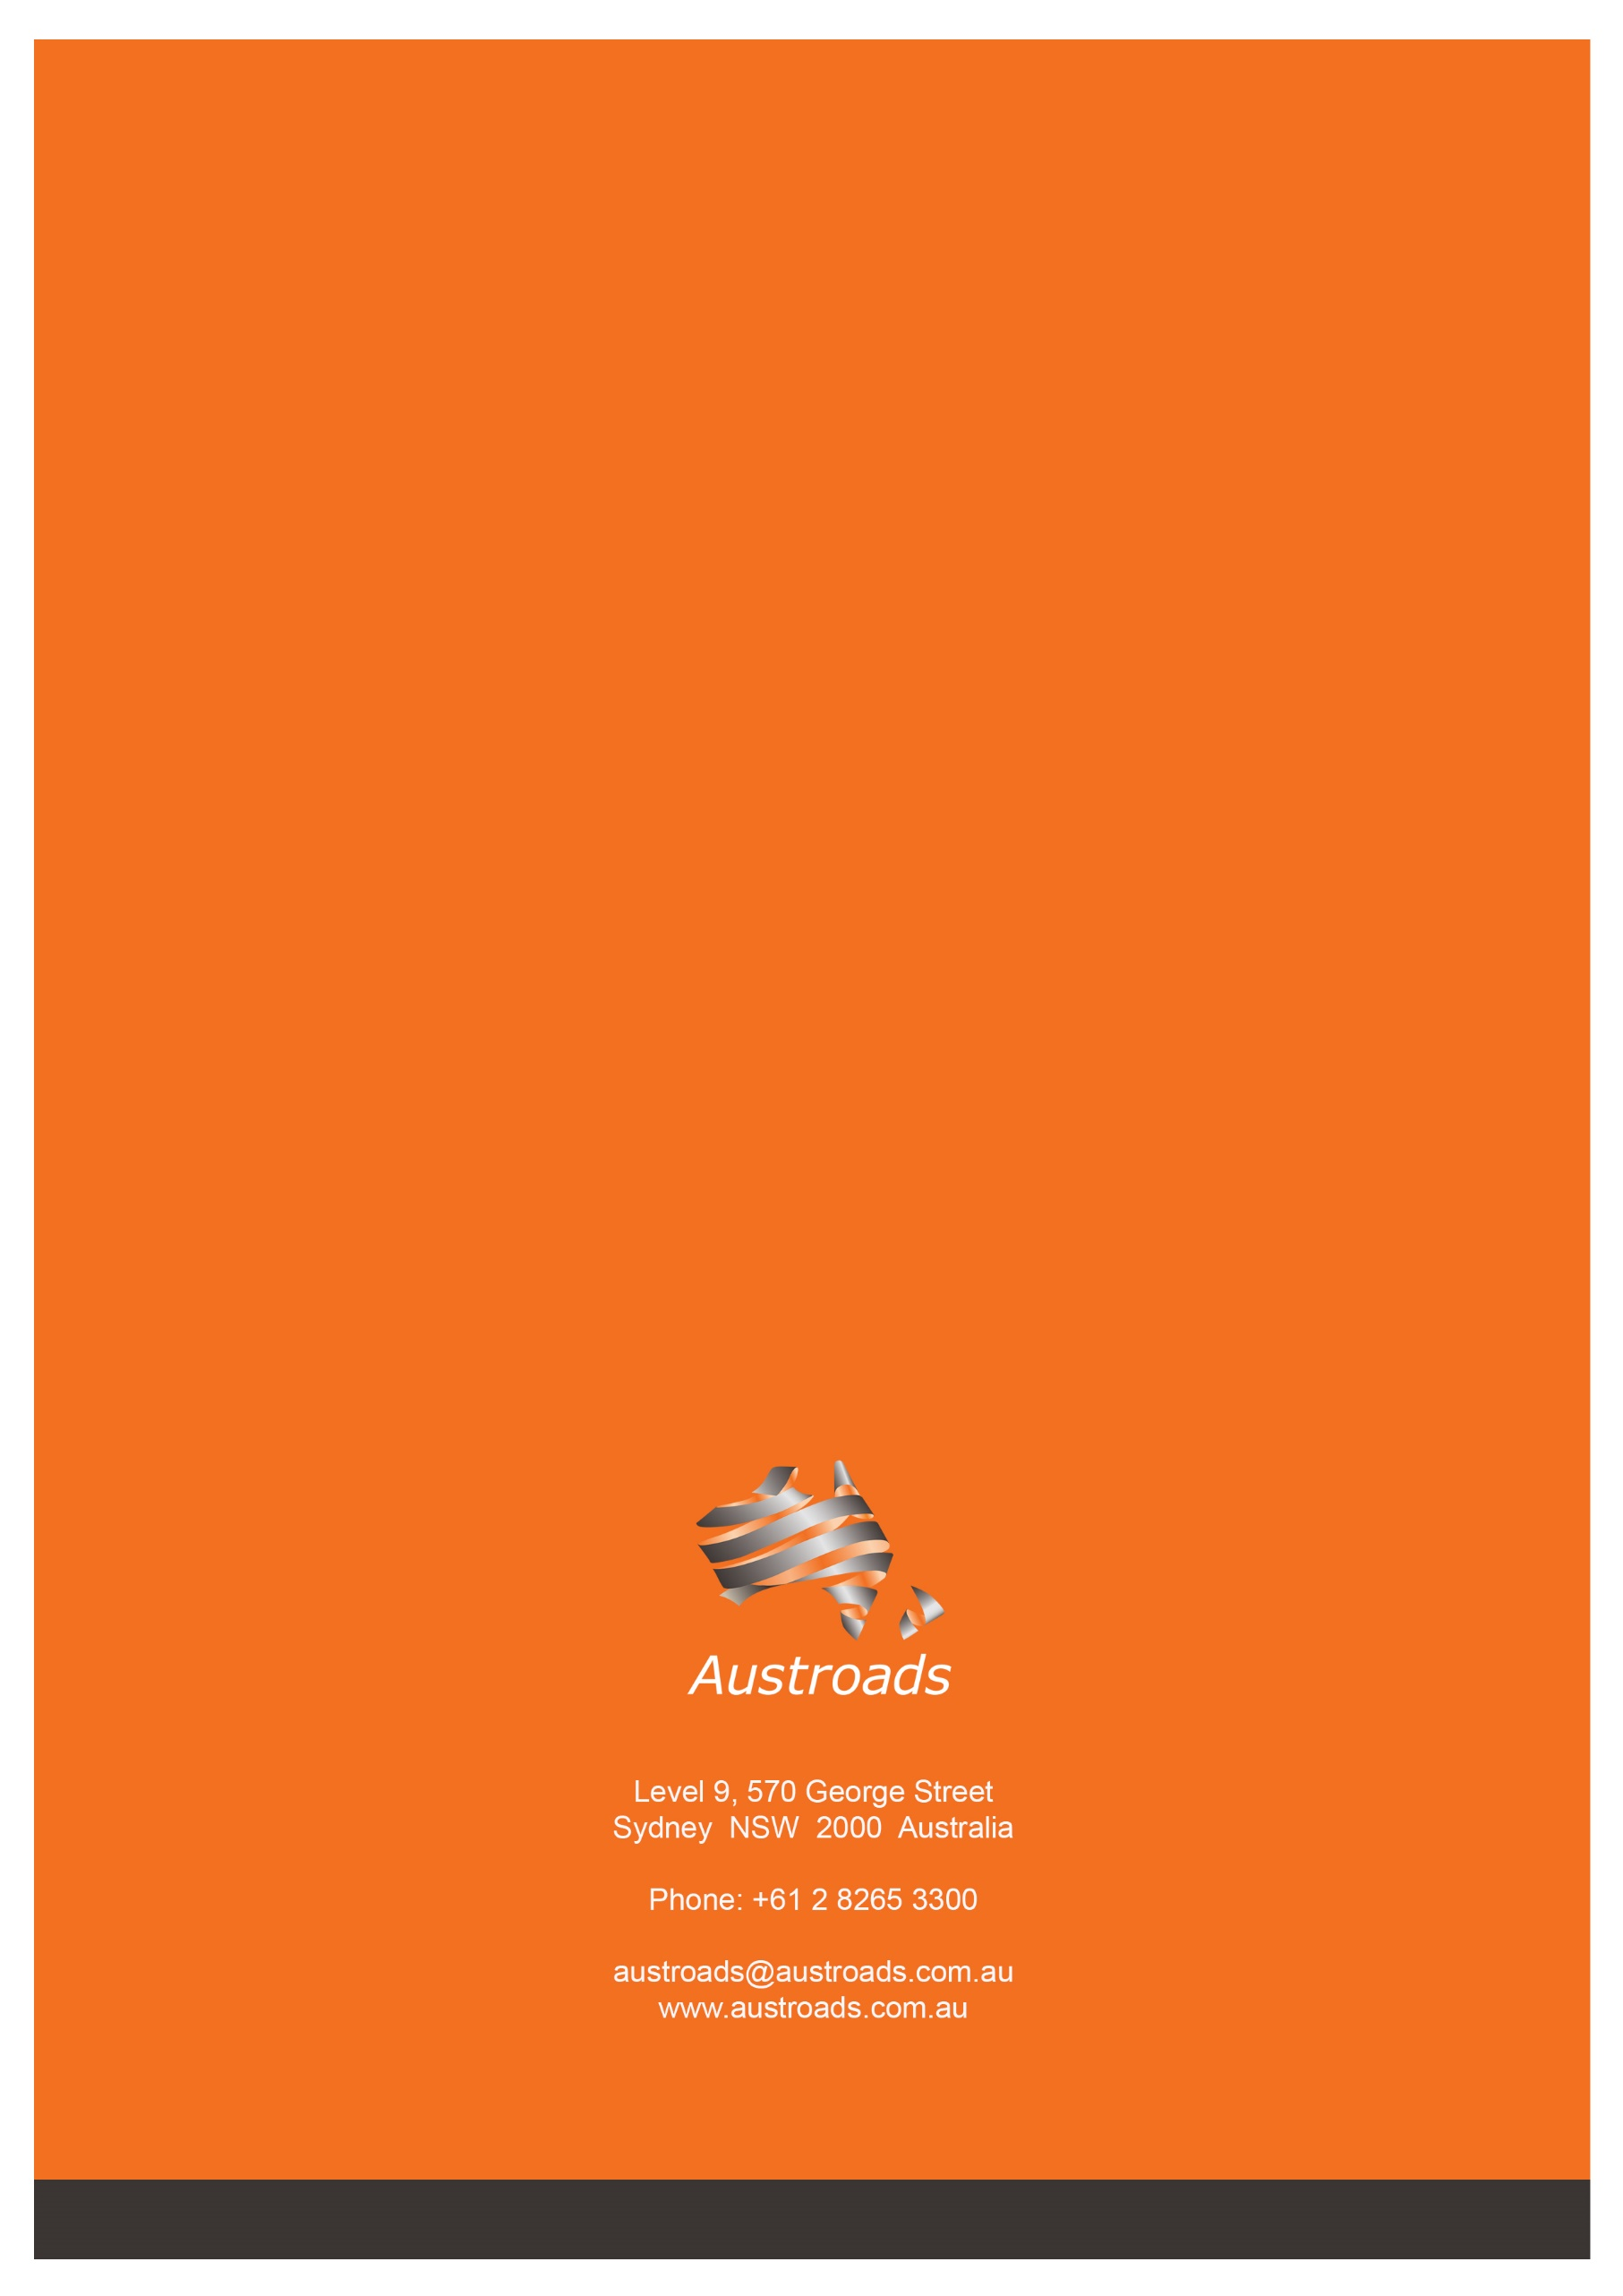 Austroads
Level 9, 570 George Street
Sydney  NSW  2000  Australia
Phone: +61 2 8265 3300
austroads@austroads.com.au
www.austroads.com.au